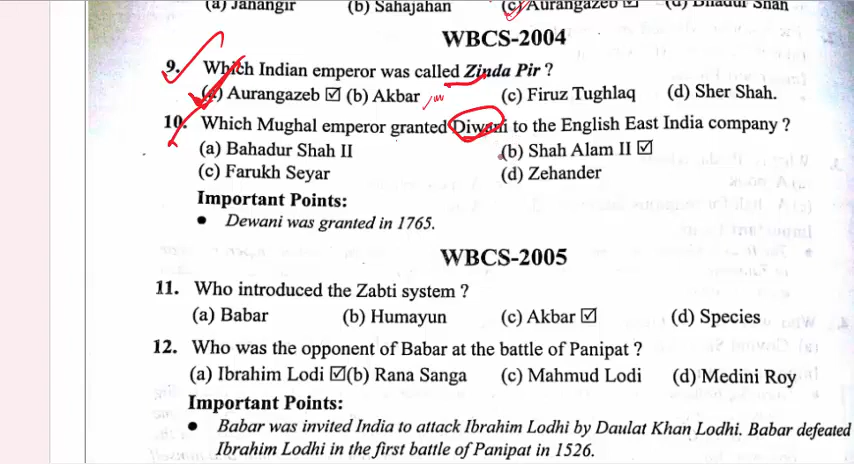 (a) Jahangir (b) Sahajahan (c) Aurangazeb ☑ (d) Bhadur Shah
WBCS-2004
9. Which Indian emperor was called Zinda Pir ?
(a) Aurangazeb ☑ (b) Akbar (c) Firuz Tughlaq (d) Sher Shah.
10. Which Mughal emperor granted Diwani to the English East India company ?
(a) Bahadur Shah II (b) Shah Alam II ☑
(c) Farukh Seyar (d) Zehander
Important Points:
• Dewani was granted in 1765.
WBCS-2005
11. Who introduced the Zabti system ?
(a) Babar (b) Humayun (c) Akbar ☑ (d) Species
12. Who was the opponent of Babar at the battle of Panipat ?
(a) Ibrahim Lodi ☑(b) Rana Sanga (c) Mahmud Lodi (d) Medini Roy
Important Points:
• Babar was invited India to attack Ibrahim Lodhi by Daulat Khan Lodhi. Babar defeated
Ibrahim Lodhi in the first battle of Panipat in 1526.